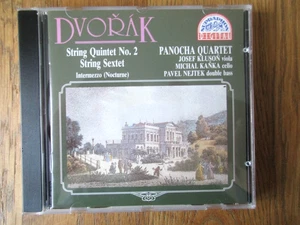 DVOŘÁK
String Quintet No. 2
String Sextet
Intermezzo (Nocturne)
PANOCHA QUARTET
JOSEF KLUSOŇ viola
MICHAL KAŇKA cello
PAVEL NEJTEK double bass
SUPRAPHON